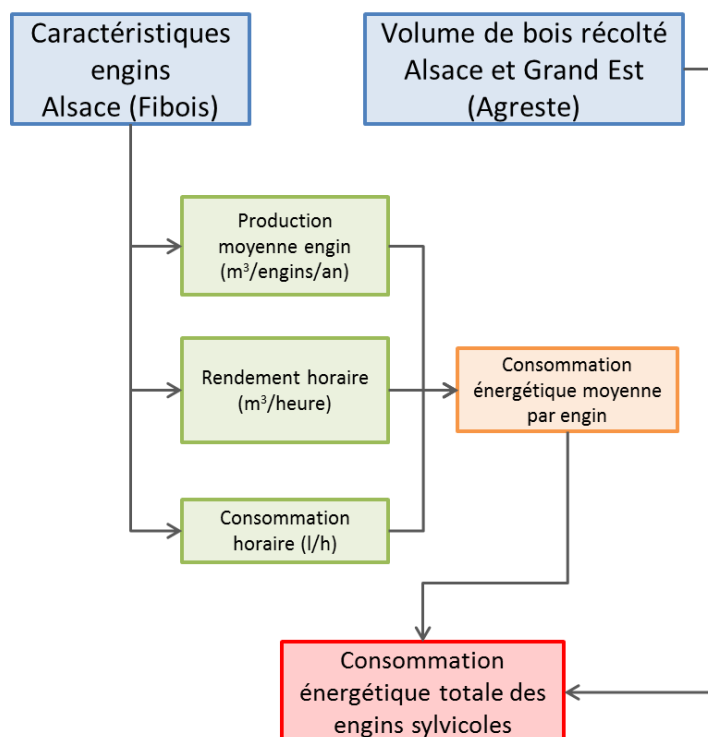 Caractéristiques
engins
Alsace (Fibois)
Volume de bois récolté
Alsace et Grand Est
(Agreste)
Production
moyenne engin
(m³/engins/an)
Rendement horaire
(m³/heure)
Consommation
énergétique moyenne
par engin
Consommation
horaire (l/h)
Consommation
énergétique totale des
engins sylvicoles